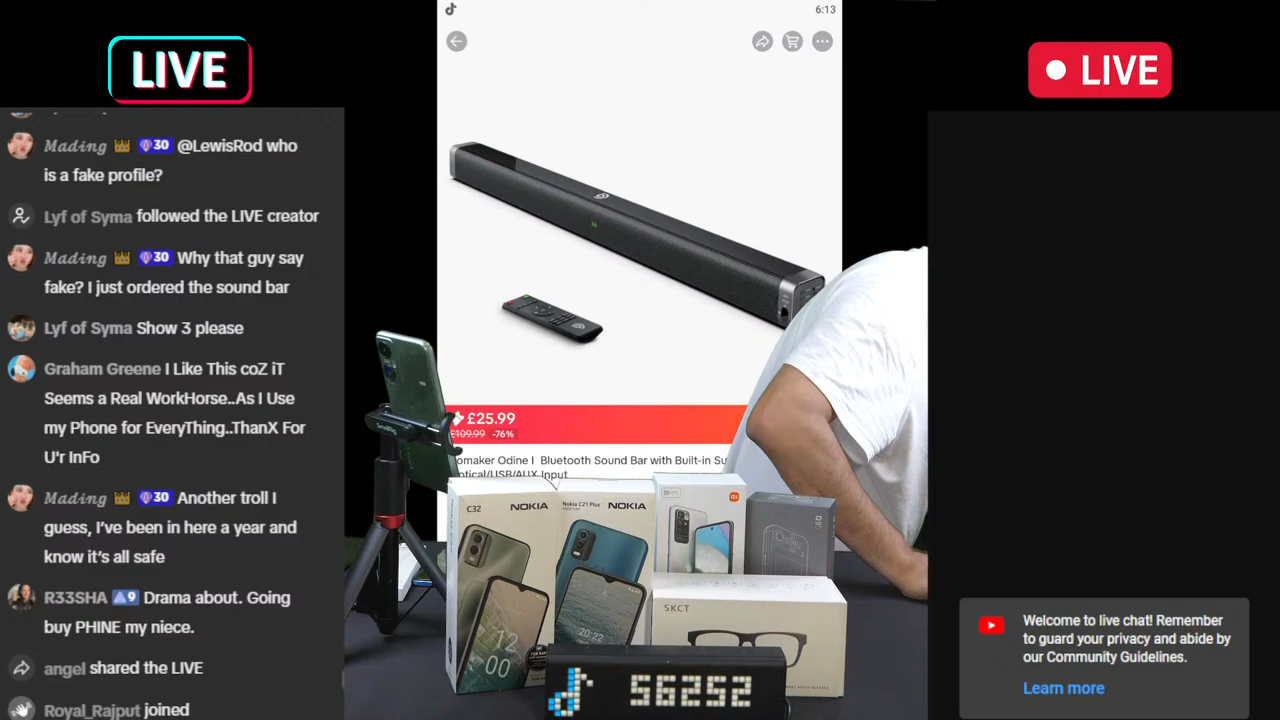 LIVE
Mading 30 @LewisRod who
is a fake profile?
Lyf of Syma followed the LIVE creator
Mading 30 Why that guy say
fake? I just ordered the sound bar
Lyf of Syma Show 3 please
Graham Greene I Like This coZ iT
Seems a Real WorkHorse..As I Use
my Phone for EveryThing..ThanX For
U'r InFo
Mading 30 Another troll I
guess, I've been in here a year and
know it's all safe
R33SHA 9 Drama about. Going
buy PHINE my niece.
angel shared the LIVE
Royal_Rajput joined
6:13
£25.99
£109.99 -76%
omaker Odine I Bluetooth Sound Bar with Built-in Su
ptical/USB/AUX Input
C32 NOKIA
12
00
Nokia C21 Plus NOKIA
20:22
SKCT
56252
LIVE
Welcome to live chat! Remember
to guard your privacy and abide by
our Community Guidelines.
Learn more